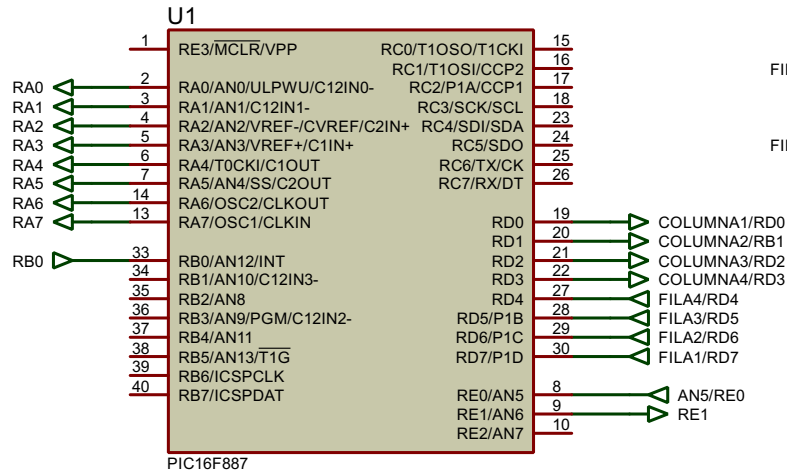 U1
1 RE3/MCLR/VPP RC0/T1OSO/T1CKI 15
RC1/T1OSI/CCP2 16
RA0 2 RA0/AN0/ULPWU/C12IN0- RC2/P1A/CCP1 17
RA1 3 RA1/AN1/C12IN1- RC3/SCK/SCL 18
RA2 4 RA2/AN2/VREF-/CVREF/C2IN+ RC4/SDI/SDA 23
RA3 5 RA3/AN3/VREF+/C1IN+ RC5/SDO 24
RA4 6 RA4/T0CKI/C1OUT RC6/TX/CK 25
RA5 7 RA5/AN4/SS/C2OUT RC7/RX/DT 26
RA6 14 RA6/OSC2/CLKOUT
RA7 13 RA7/OSC1/CLKIN RD0 19 COLUMNA1/RD0
RD1 20 COLUMNA2/RB1
RB0 33 RB0/AN12/INT RD2 21 COLUMNA3/RD2
34 RB1/AN10/C12IN3- RD3 22 COLUMNA4/RD3
35 RB2/AN8 RD4 27 FILA4/RD4
36 RB3/AN9/PGM/C12IN2- RD5/P1B 28 FILA3/RD5
37 RB4/AN11 RD6/P1C 29 FILA2/RD6
38 RB5/AN13/T1G RD7/P1D 30 FILA1/RD7
39 RB6/ICSPCLK
40 RB7/ICSPDAT RE0/AN5 8 AN5/RE0
RE1/AN6 9 RE1
RE2/AN7 10
PIC16F887